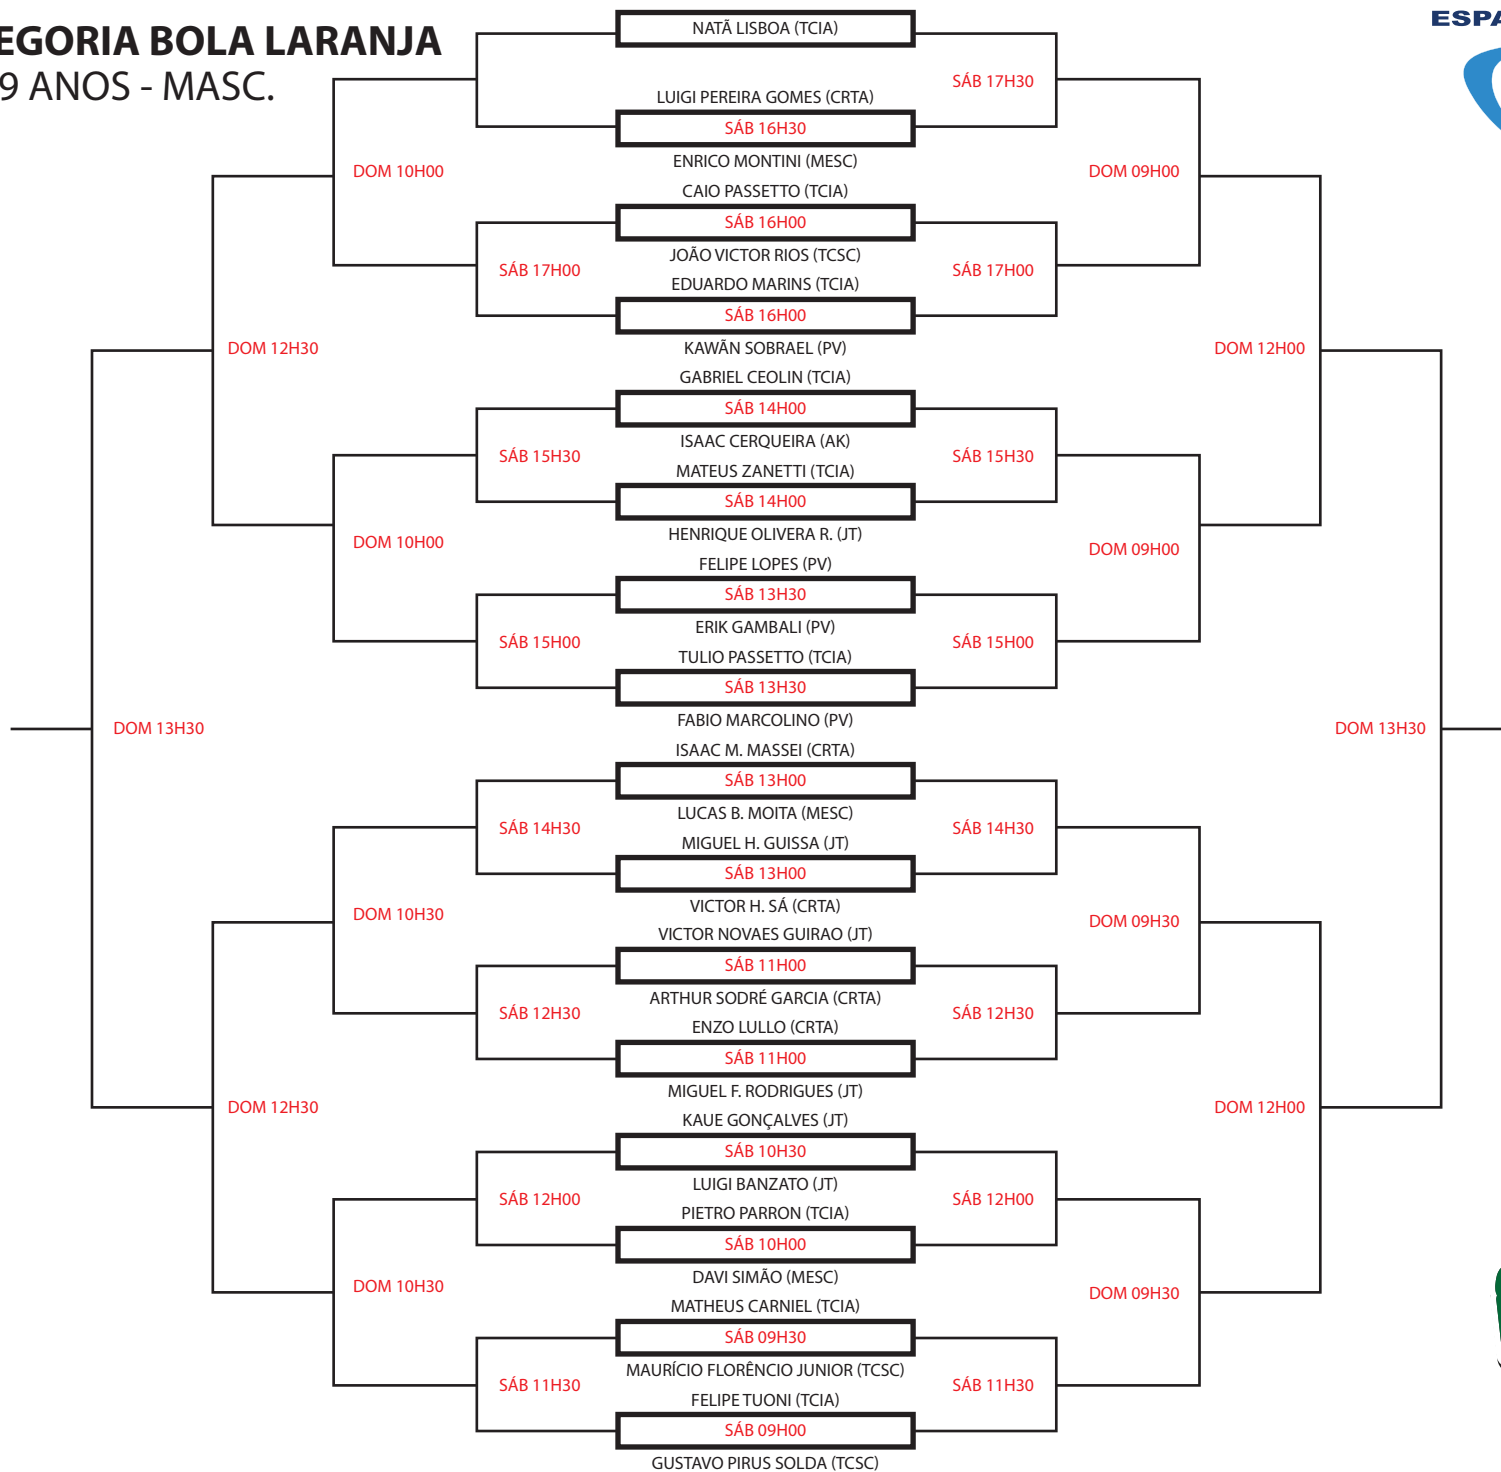 EGORIA BOLA LARANJA
9 ANOS - MASC.
ESPA
NATÃ LISBOA (TCIA)
SÁB 17H30
LUIGI PEREIRA GOMES (CRTA)
SÁB 16H30
ENRICO MONTINI (MESC)
DOM 10H00
DOM 09H00
CAIO PASSETTO (TCIA)
SÁB 16H00
JOÃO VICTOR RIOS (TCSC)
SÁB 17H00
SÁB 17H00
EDUARDO MARINS (TCIA)
SÁB 16H00
KAWÃN SOBRAEL (PV)
DOM 12H30
DOM 12H00
GABRIEL CEOLIN (TCIA)
SÁB 14H00
ISAAC CERQUEIRA (AK)
SÁB 15H30
SÁB 15H30
MATEUS ZANETTI (TCIA)
SÁB 14H00
HENRIQUE OLIVERA R. (JT)
DOM 10H00
DOM 09H00
FELIPE LOPES (PV)
SÁB 13H30
ERIK GAMBALI (PV)
SÁB 15H00
SÁB 15H00
TULIO PASSETTO (TCIA)
SÁB 13H30
FABIO MARCOLINO (PV)
DOM 13H30
DOM 13H30
ISAAC M. MASSEI (CRTA)
SÁB 13H00
LUCAS B. MOITA (MESC)
SÁB 14H30
SÁB 14H30
MIGUEL H. GUISSA (JT)
SÁB 13H00
VICTOR H. SÁ (CRTA)
DOM 10H30
DOM 09H30
VICTOR NOVAES GUIRAO (JT)
SÁB 11H00
ARTHUR SODRÉ GARCIA (CRTA)
SÁB 12H30
SÁB 12H30
ENZO LULLO (CRTA)
SÁB 11H00
MIGUEL F. RODRIGUES (JT)
DOM 12H30
DOM 12H00
KAUE GONÇALVES (JT)
SÁB 10H30
LUIGI BANZATO (JT)
SÁB 12H00
SÁB 12H00
PIETRO PARRON (TCIA)
SÁB 10H00
DAVI SIMÃO (MESC)
DOM 10H30
DOM 09H30
MATHEUS CARNIEL (TCIA)
SÁB 09H30
MAURÍCIO FLORÊNCIO JUNIOR (TCSC)
SÁB 11H30
SÁB 11H30
FELIPE TUONI (TCIA)
SÁB 09H00
GUSTAVO PIRUS SOLDA (TCSC)